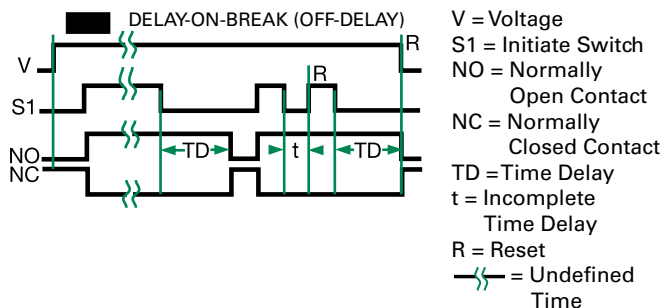 DELAY-ON-BREAK (OFF-DELAY)
V
R
S1
R
NO
NC
TD
t
TD
V = Voltage
S1 = Initiate Switch
NO = Normally
Open Contact
NC = Normally
Closed Contact
TD = Time Delay
t = Incomplete
Time Delay
R = Reset
= Undefined
Time